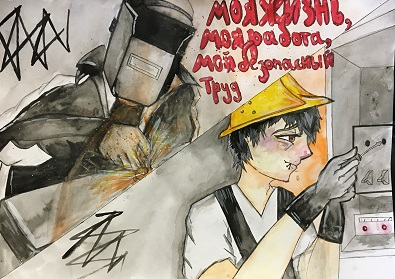 моя жизнь,
моя работа,
мой безопасный
труд